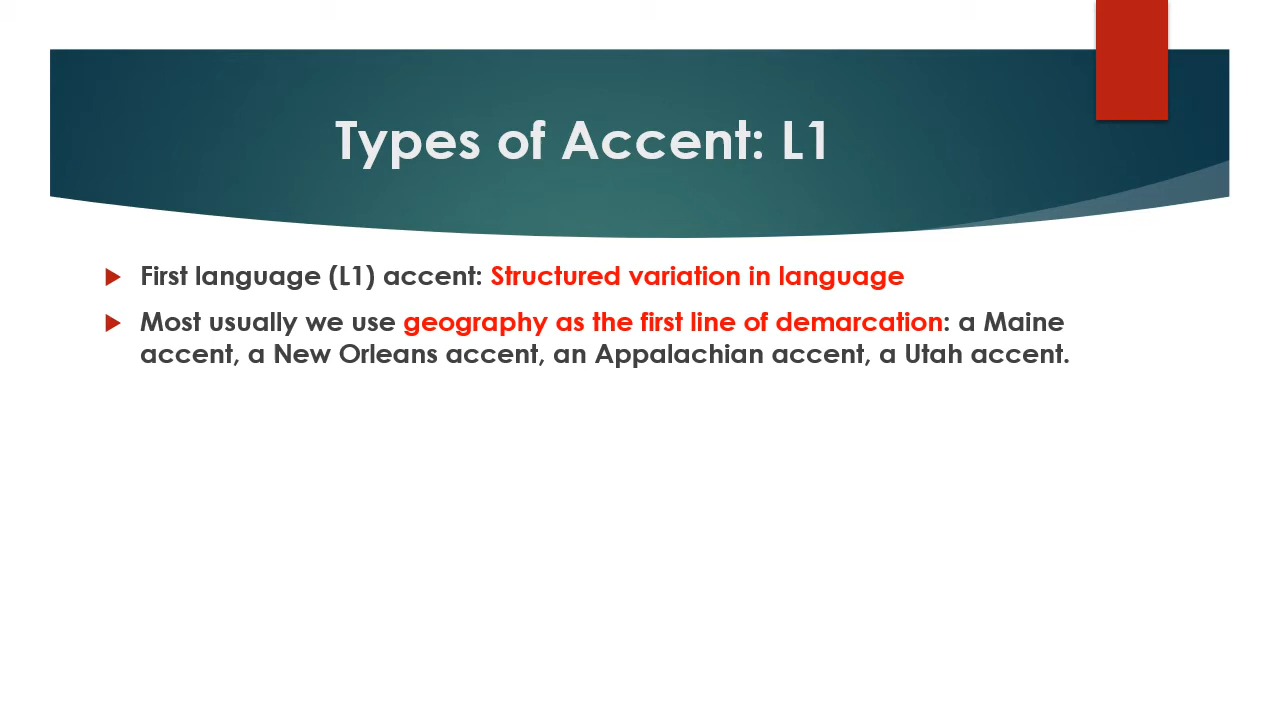 Types of Accent: L1
First language (L1) accent: Structured variation in language
Most usually we use geography as the first line of demarcation: a Maine
accent, a New Orleans accent, an Appalachian accent, a Utah accent.